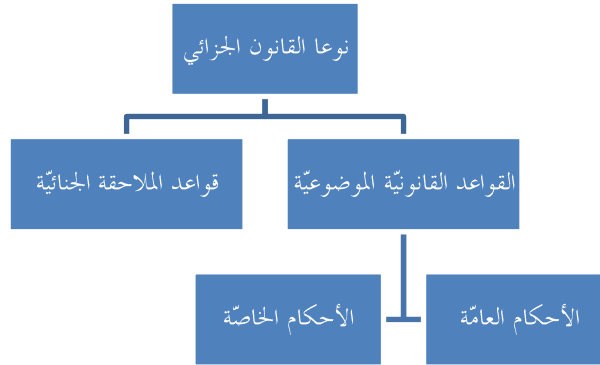 نوعا القانون الجزائي
القواعد القانونيّة الموضوعيّة
قواعد الملاحقة الجنائيّة
الأحكام العامّة
الأحكام الخاصّة